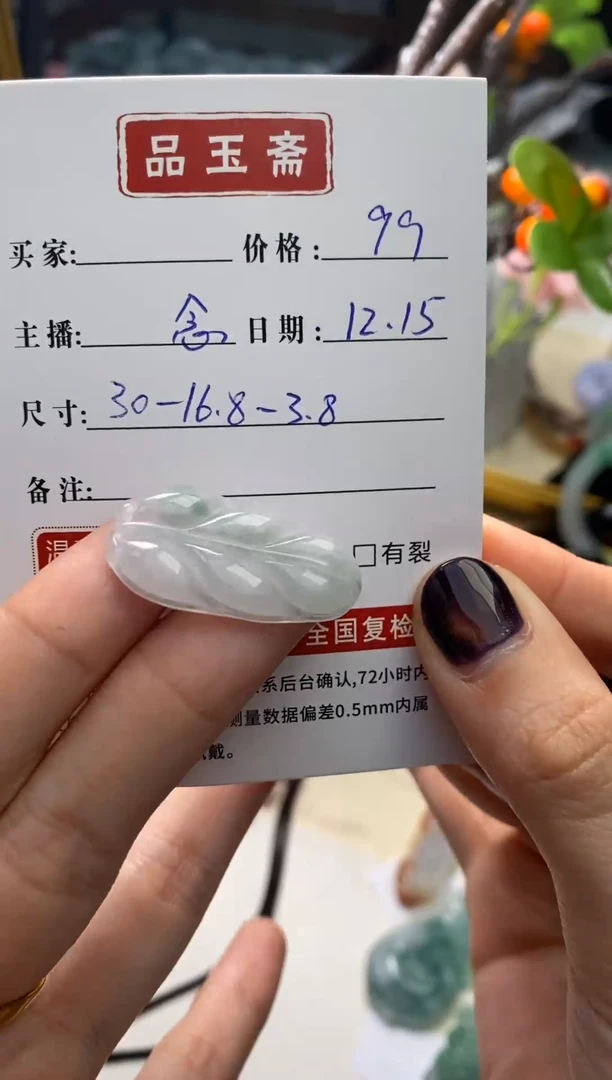 品玉斋
买家: 价格: 99
主播: 念 日期: 12.15
尺寸: 30-16.8-3.8
备注:
温
□有裂
全国复检
系后台确认,72小时内
测量数据偏差0.5mm内属
戴。